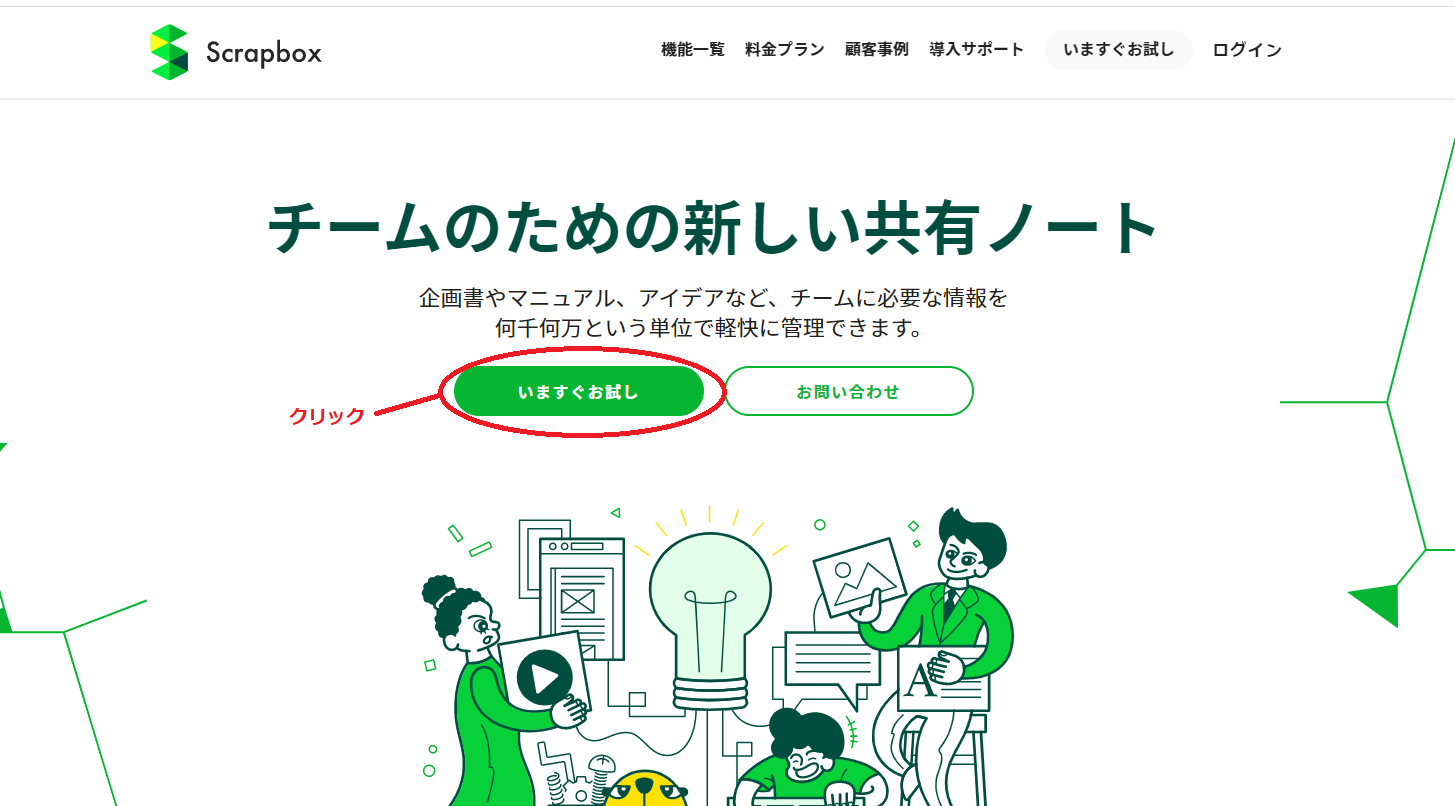 Scrapbox
機能一覧 料金プラン 顧客事例 導入サポート いますぐお試し ログイン
チームのための新しい共有ノート
企画書やマニュアル、アイデアなど、チームに必要な情報を
何千何万という単位で軽快に管理できます。
いますぐお試し お問い合わせ
クリック
A